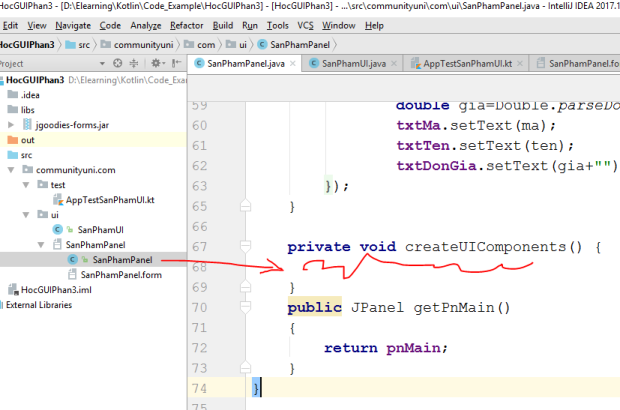 HocGUIPhan3 - [D:\Elearning\Kotlin\Code_Example\HocGUIPhan3] - [HocGUIPhan3] - ...\src\communityuni\com\ui\SanPhamPanel.java - IntelliJ IDEA 2017.1
Edit View Navigate Code Analyze Refactor Build Run Tools VCS Window Help
HocGUIPhan3 src communityuni com ui SanPhamPanel
Project
SanPhamPanel.java SanPhamUI.java AppTestSanPhamUI.kt SanPhamPanel.fo
HocGUIPhan3 D:\Elearning\Kotlin\Code_Exa
.idea
libs
jgoodies-forms.jar
out
src
communityuni.com
test
AppTestSanPhamUI.kt
ui
SanPhamUI
SanPhamPanel
SanPhamPanel
SanPhamPanel.form
HocGUIPhan3.iml
External Libraries
59 double gia=Double.parseDo
60 txtMa.setText(ma);
61 txtTen.setText(ten);
62 txtDonGia.setText(gia+"")
63 });
65 }
66
67 private void createUIComponents() {
68
69 }
70 public JPanel getPnMain()
71 {
72 return pnMain;
73 }
74 }
75